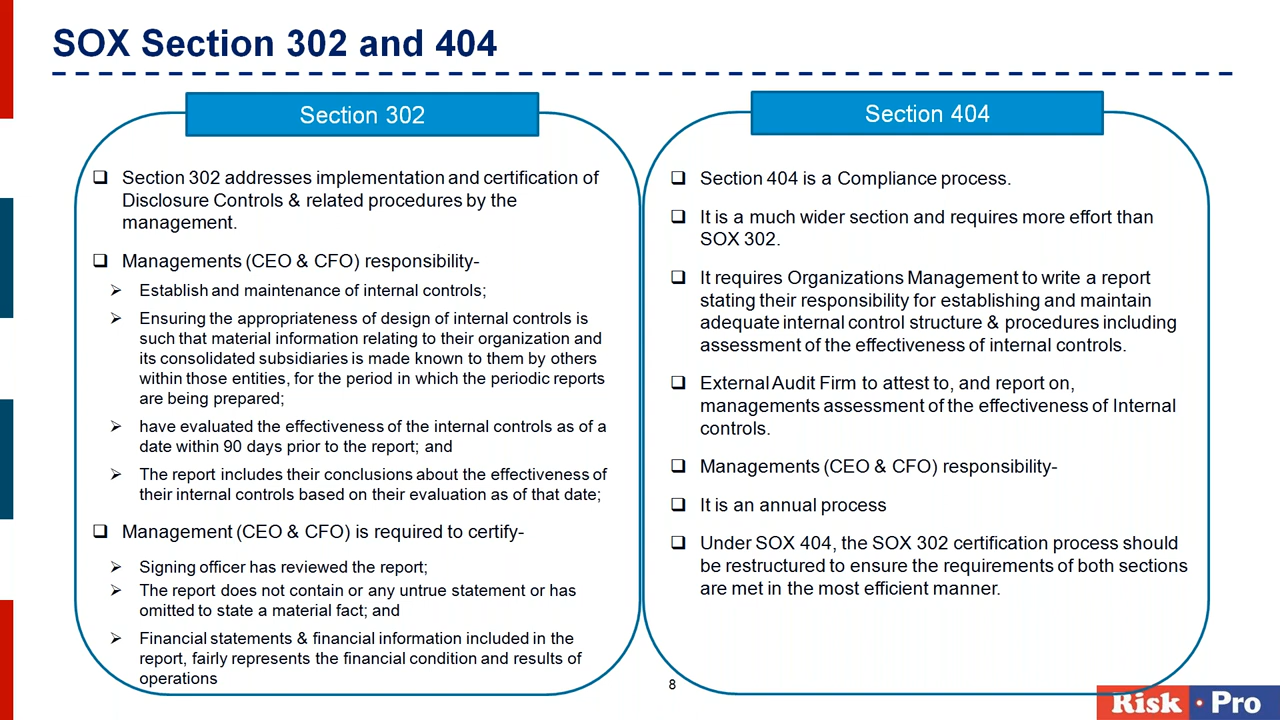 SOX Section 302 and 404
Section 302
Section 302 addresses implementation and certification of
Disclosure Controls & related procedures by the
management.
Managements (CEO & CFO) responsibility-
Establish and maintenance of internal controls;
Ensuring the appropriateness of design of internal controls is
such that material information relating to their organization and
its consolidated subsidiaries is made known to them by others
within those entities, for the period in which the periodic reports
are being prepared;
have evaluated the effectiveness of the internal controls as of a
date within 90 days prior to the report; and
The report includes their conclusions about the effectiveness of
their internal controls based on their evaluation as of that date;
Management (CEO & CFO) is required to certify-
Signing officer has reviewed the report;
The report does not contain or any untrue statement or has
omitted to state a material fact; and
Financial statements & financial information included in the
report, fairly represents the financial condition and results of
operations
Section 404
Section 404 is a Compliance process.
It is a much wider section and requires more effort than
SOX 302.
It requires Organizations Management to write a report
stating their responsibility for establishing and maintain
adequate internal control structure & procedures including
assessment of the effectiveness of internal controls.
External Audit Firm to attest to, and report on,
managements assessment of the effectiveness of Internal
controls.
Managements (CEO & CFO) responsibility-
It is an annual process
Under SOX 404, the SOX 302 certification process should
be restructured to ensure the requirements of both sections
are met in the most efficient manner.
8
Risk • Pro